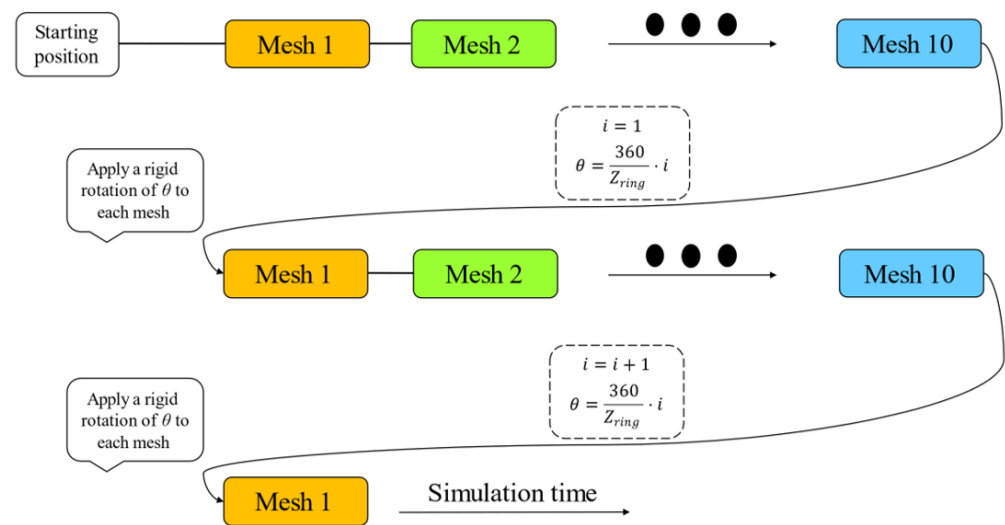 Starting
position
Mesh 1
Mesh 2
Mesh 10
i = 1
θ = 360/Z_ring · i
Apply a rigid
rotation of θ to
each mesh
Mesh 1
Mesh 2
Mesh 10
i = i + 1
θ = 360/Z_ring · i
Apply a rigid
rotation of θ to
each mesh
Mesh 1
Simulation time